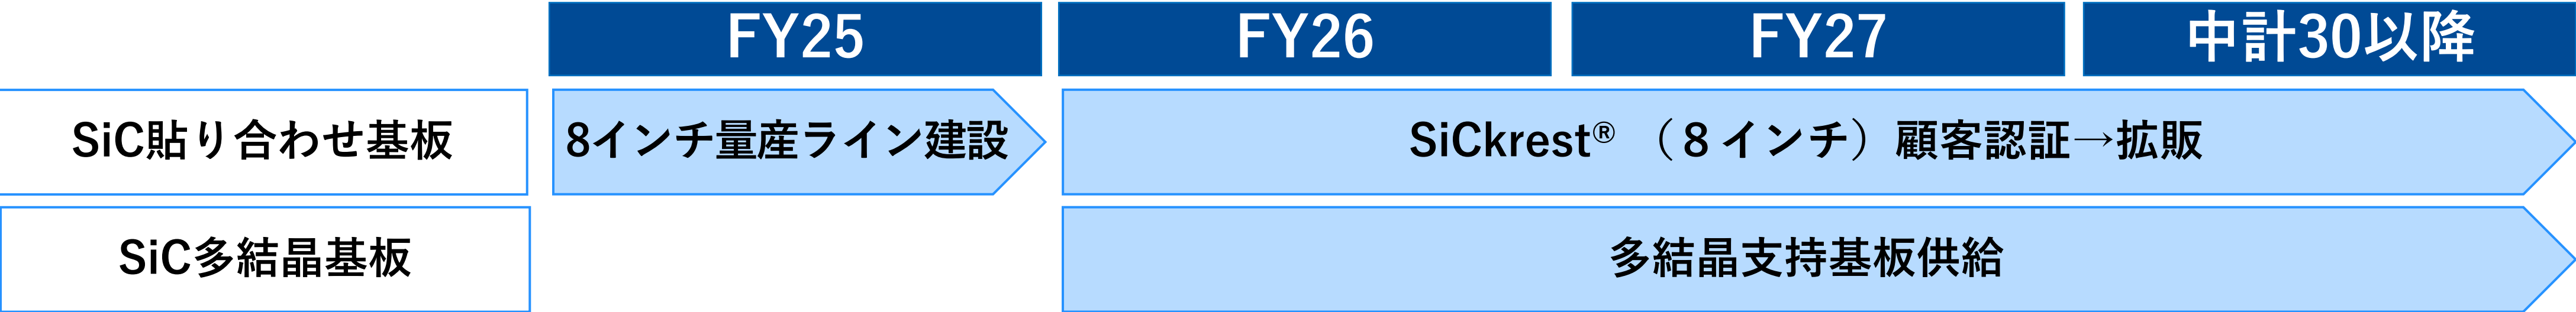 FY25
FY26
FY27
中計30以降
SiC貼り合わせ基板
8インチ量産ライン建設
SiCkrest®（８インチ）顧客認証→拡販
SiC多結晶基板
多結晶支持基板供給